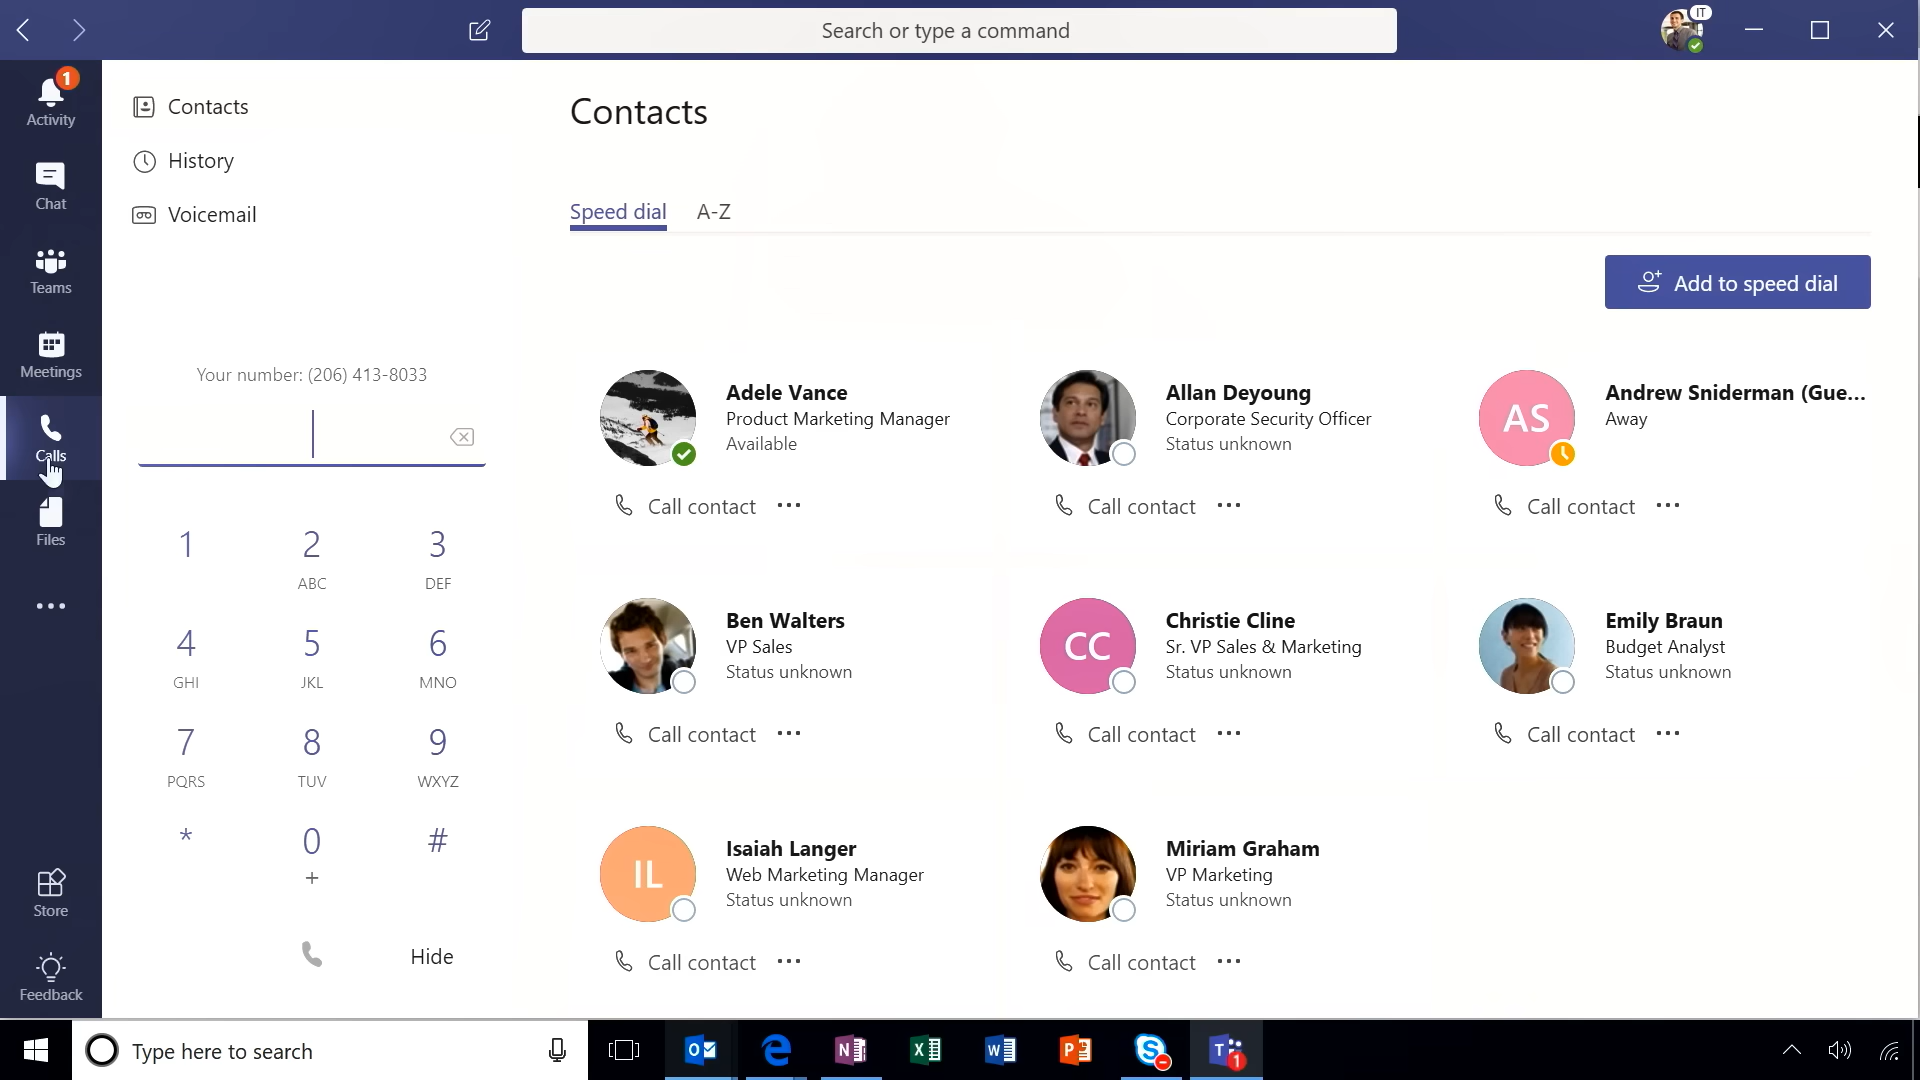 Search or type a command
IT
1
Activity
Chat
Teams
Meetings
Calls
Files
Store
Feedback
Contacts
History
Voicemail
Your number: (206) 413-8033
1
2
3
ABC
DEF
4
5
6
GHI
JKL
MNO
7
8
9
PQRS
TUV
WXYZ
*
0
#
+
Hide
Contacts
Speed dial
A-Z
Add to speed dial
Adele Vance
Product Marketing Manager
Available
Call contact
Allan Deyoung
Corporate Security Officer
Status unknown
Call contact
AS
Andrew Sniderman (Gue...
Away
Call contact
Ben Walters
VP Sales
Status unknown
Call contact
CC
Christie Cline
Sr. VP Sales & Marketing
Status unknown
Call contact
Emily Braun
Budget Analyst
Status unknown
Call contact
IL
Isaiah Langer
Web Marketing Manager
Status unknown
Call contact
Miriam Graham
VP Marketing
Status unknown
Call contact
Type here to search
1